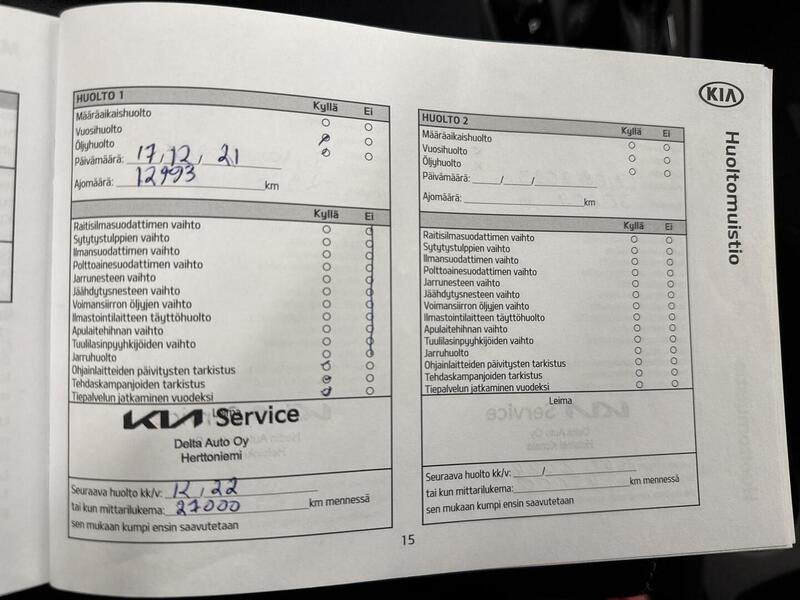 KIA
Huoltomuistio
HUOLTO 1
Kyllä Ei
Määräaikaishuolto
Vuosihuolto
Öljyhuolto
Päivämäärä: 17, 12, 21
Ajomäärä: 12993 km
Kyllä Ei
Raitisilmasuodattimen vaihto
Sytytystulppien vaihto
Ilmansuodattimen vaihto
Polttoainesuodattimen vaihto
Jarrunesteen vaihto
Jäähdytysnesteen vaihto
Voimansiirron öljyjen vaihto
Ilmastointilaitteen täyttöhuolto
Apulaitehihnan vaihto
Tuulilasinpyyhkijöiden vaihto
Jarruhuolto
Ohjainlaitteiden päivitysten tarkistus
Tehdaskampanjoiden tarkistus
Tiepalvelun jatkaminen vuodeksi
Leima
KIA Service
Delta Auto Oy
Herttoniemi
Seuraava huolto kk/v: 12, 22
tai kun mittarilukema: 27000 km mennessä
sen mukaan kumpi ensin saavutetaan
HUOLTO 2
Kyllä Ei
Määräaikaishuolto
Vuosihuolto
Öljyhuolto
Päivämäärä: / /
Ajomäärä: km
Kyllä Ei
Raitisilmasuodattimen vaihto
Sytytystulppien vaihto
Ilmansuodattimen vaihto
Polttoainesuodattimen vaihto
Jarrunesteen vaihto
Jäähdytysnesteen vaihto
Voimansiirron öljyjen vaihto
Ilmastointilaitteen täyttöhuolto
Apulaitehihnan vaihto
Tuulilasinpyyhkijöiden vaihto
Jarruhuolto
Ohjainlaitteiden päivitysten tarkistus
Tehdaskampanjoiden tarkistus
Tiepalvelun jatkaminen vuodeksi
Leima
Seuraava huolto kk/v: /
tai kun mittarilukema: km mennessä
sen mukaan kumpi ensin saavutetaan
15